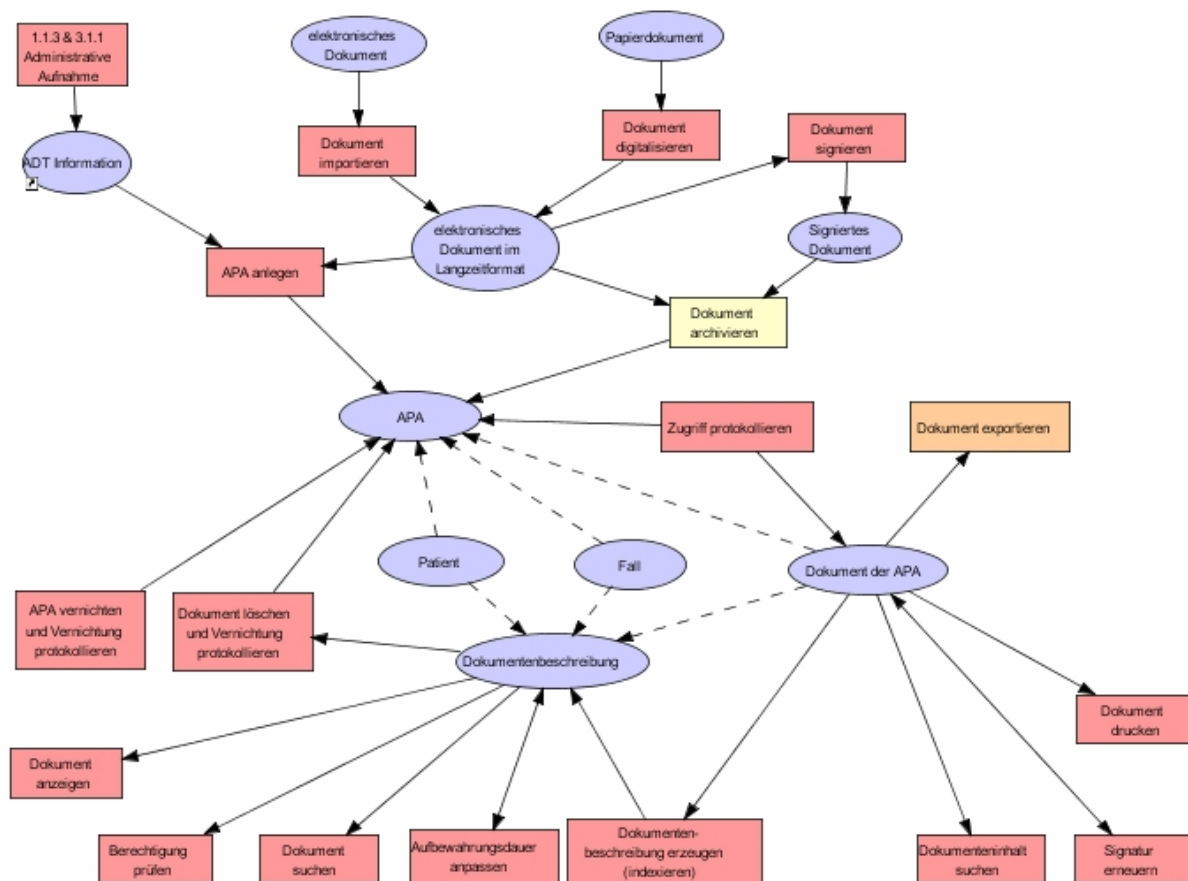 1.1.3 & 3.1.1
Administrative
Aufnahme
elektronisches
Dokument
Papierdokument
ADT Information
Dokument
importieren
Dokument
digitalisieren
Dokument
signieren
elektronisches
Dokument im
Langzeitformat
Signiertes
Dokument
APA anlegen
Dokument
archivieren
APA
Zugriff protokollieren
Dokument exportieren
Patient
Fall
Dokument der APA
APA vernichten
und Vernichtung
protokollieren
Dokument löschen
und Vernichtung
protokollieren
Dokumentenbeschreibung
Dokument
drucken
Dokument
anzeigen
Berechtigung
prüfen
Dokument
suchen
Aufbewahrungsdauer
anpassen
Dokumenten-
beschreibung erzeugen
(indexieren)
Dokumenteninhalt
suchen
Signatur
erneuern